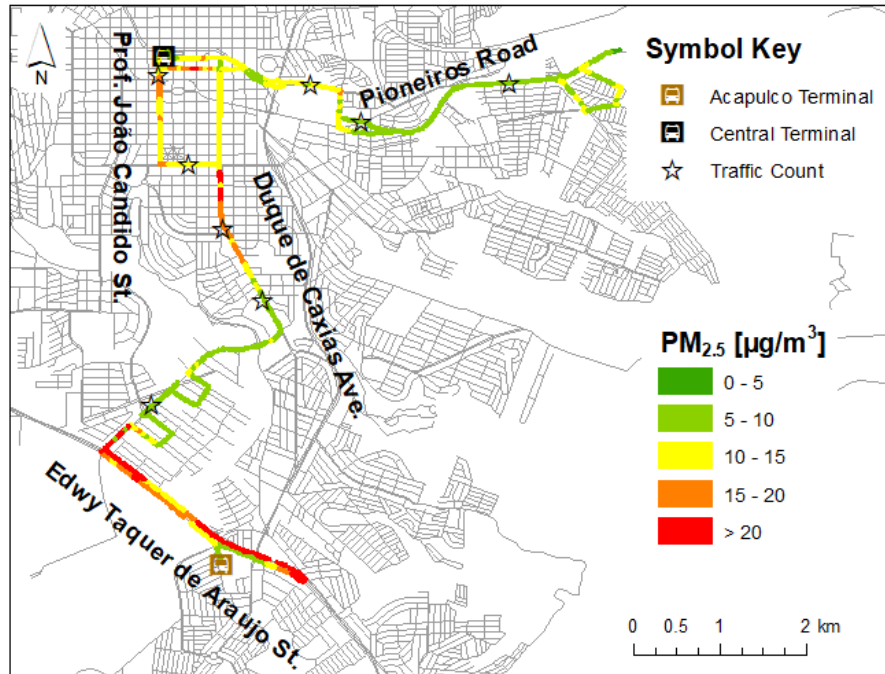 N
Prof. João Candido St.
Pioneiros Road
Duque de Caxias Ave.
Edwy Taquer de Araujo St.
Symbol Key
Acapulco Terminal
Central Terminal
Traffic Count
PM2.5 [µg/m³]
0 - 5
5 - 10
10 - 15
15 - 20
> 20
0 0.5 1 2 km